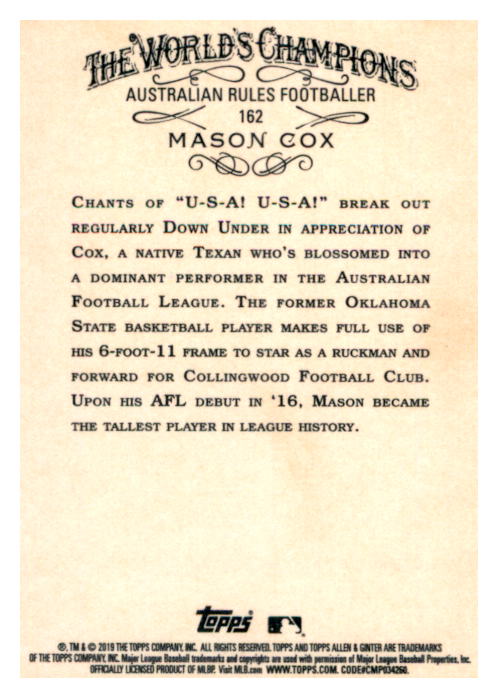 THE WORLD'S CHAMPIONS
AUSTRALIAN RULES FOOTBALLER
162
MASON COX
CHANTS OF "U-S-A! U-S-A!" BREAK OUT
REGULARLY DOWN UNDER IN APPRECIATION OF
COX, A NATIVE TEXAN WHO'S BLOSSOMED INTO
A DOMINANT PERFORMER IN THE AUSTRALIAN
FOOTBALL LEAGUE. THE FORMER OKLAHOMA
STATE BASKETBALL PLAYER MAKES FULL USE OF
HIS 6-FOOT-11 FRAME TO STAR AS A RUCKMAN AND
FORWARD FOR COLLINGWOOD FOOTBALL CLUB.
UPON HIS AFL DEBUT IN '16, MASON BECAME
THE TALLEST PLAYER IN LEAGUE HISTORY.
Topps
®, TM & © 2019 THE TOPPS COMPANY, INC. ALL RIGHTS RESERVED. TOPPS AND TOPPS ALLEN & GINTER ARE TRADEMARKS
OF THE TOPPS COMPANY, INC. Major League Baseball trademarks and copyrights are used with permission of Major League Baseball Properties, Inc.
OFFICIALLY LICENSED PRODUCT OF MLBP. Visit MLB.com WWW.TOPPS.COM. CODE#CMP034260.